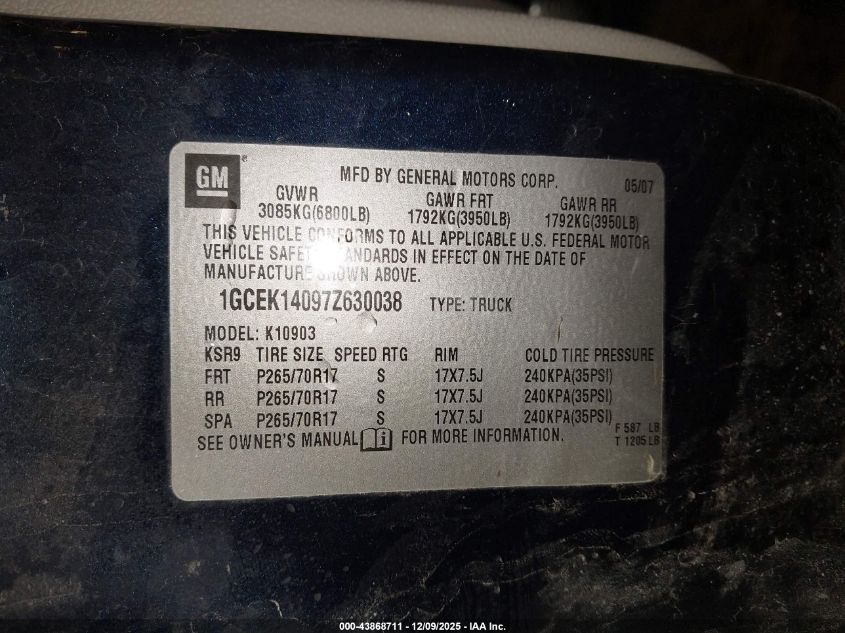 GM
MFD BY GENERAL MOTORS CORP. 05/07
GVWR GAWR FRT GAWR RR
3085KG(6800LB) 1792KG(3950LB) 1792KG(3950LB)
THIS VEHICLE CONFORMS TO ALL APPLICABLE U.S. FEDERAL MOTOR
VEHICLE SAFETY STANDARDS IN EFFECT ON THE DATE OF
MANUFACTURE SHOWN ABOVE.
1GCEK14097Z630038 TYPE: TRUCK
MODEL: K10903
KSR9 TIRE SIZE SPEED RTG RIM COLD TIRE PRESSURE
FRT P265/70R17 S 17X7.5J 240KPA(35PSI)
RR P265/70R17 S 17X7.5J 240KPA(35PSI)
SPA P265/70R17 S 17X7.5J 240KPA(35PSI)
F 587 LB
T 1205 LB
SEE OWNER'S MANUAL i FOR MORE INFORMATION.
000-43868711 - 12/09/2025 - IAA Inc.